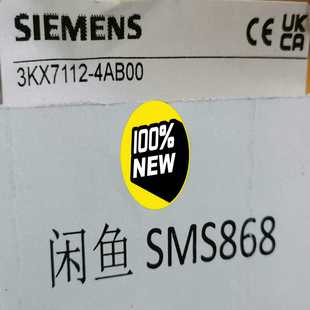 SIEMENS
CE UK
CA
3KX7112-4AB00
100%
NEW
闲鱼 SMS868